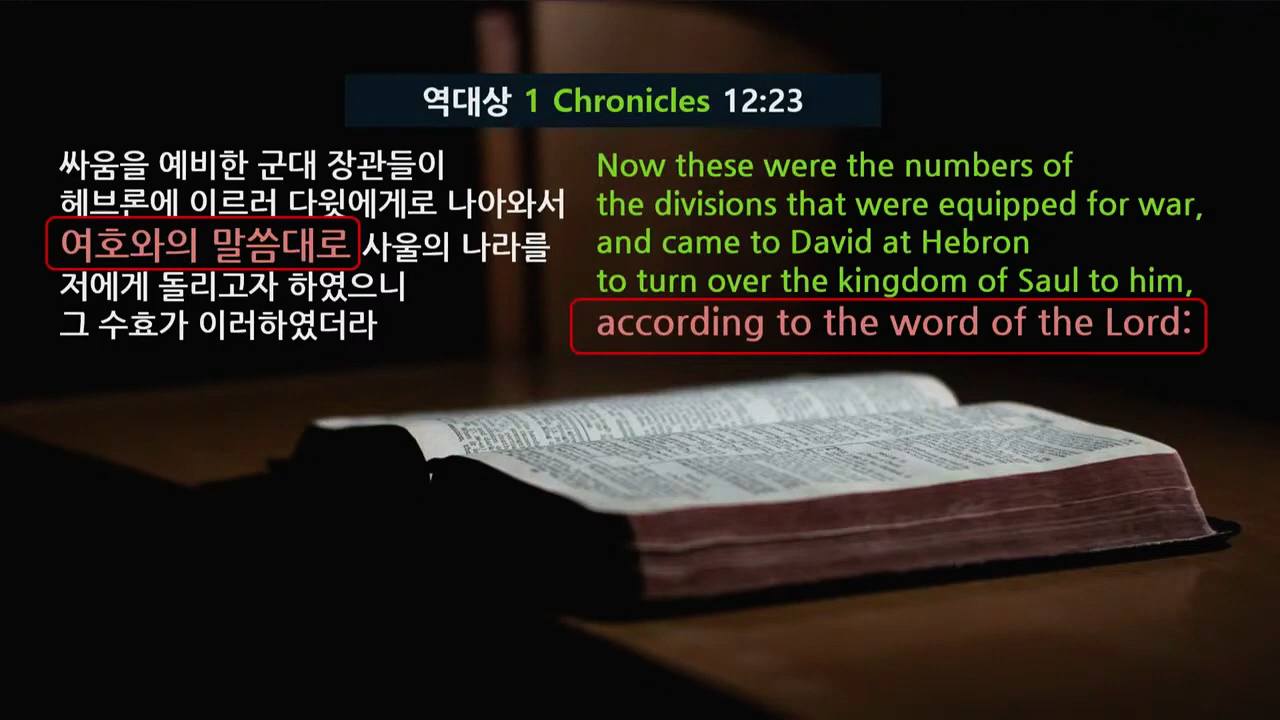 역대상 1 Chronicles 12:23
싸움을 예비한 군대 장관들이
헤브론에 이르러 다윗에게로 나아와서
여호와의 말씀대로 사울의 나라를
저에게 돌리고자 하였으니
그 수효가 이러하였더라
Now these were the numbers of
the divisions that were equipped for war,
and came to David at Hebron
to turn over the kingdom of Saul to him,
according to the word of the Lord: